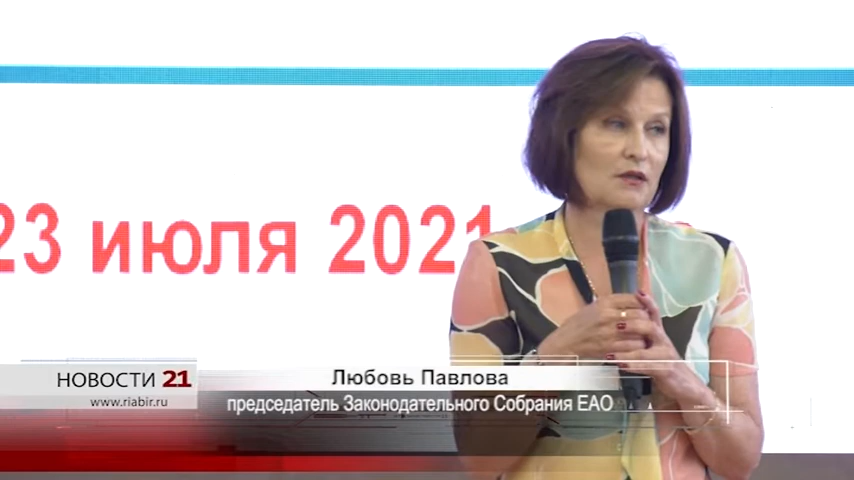 23 июля 2021
НОВОСТИ 21
www.riabir.ru
Любовь Павлова
председатель Законодательного Собрания ЕАО